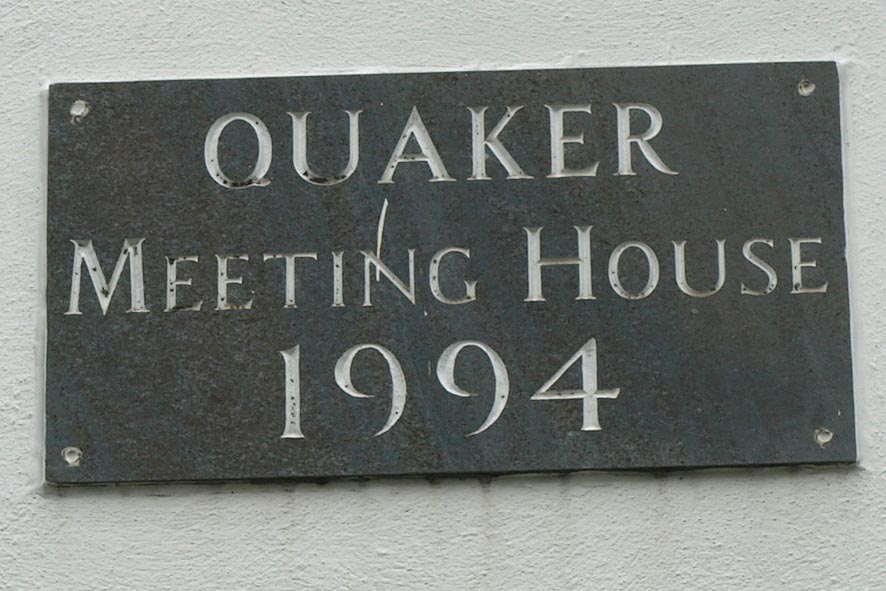 QUAKER
MEETING HOUSE
1994